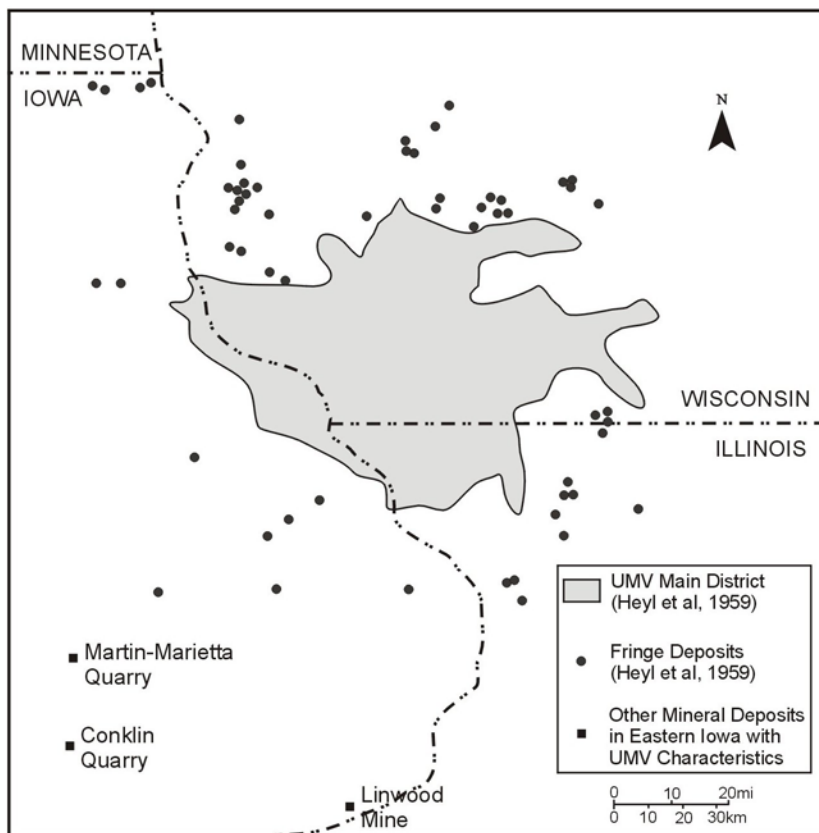 MINNESOTA
IOWA
N
WISCONSIN
ILLINOIS
UMV Main District
(Heyl et al, 1959)
Fringe Deposits
(Heyl et al, 1959)
Other Mineral Deposits
in Eastern Iowa with
UMV Characteristics
Martin-Marietta
Quarry
Conklin
Quarry
Linwood
Mine
0 10 20mi
0 10 20 30km